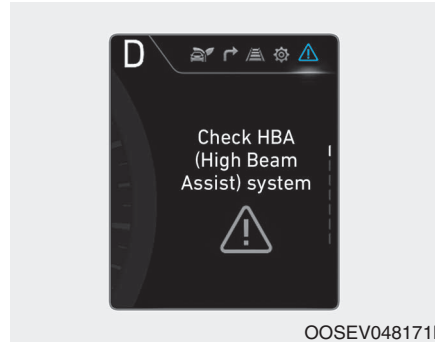 D
Check HBA
(High Beam
Assist) system
OOSEV048171